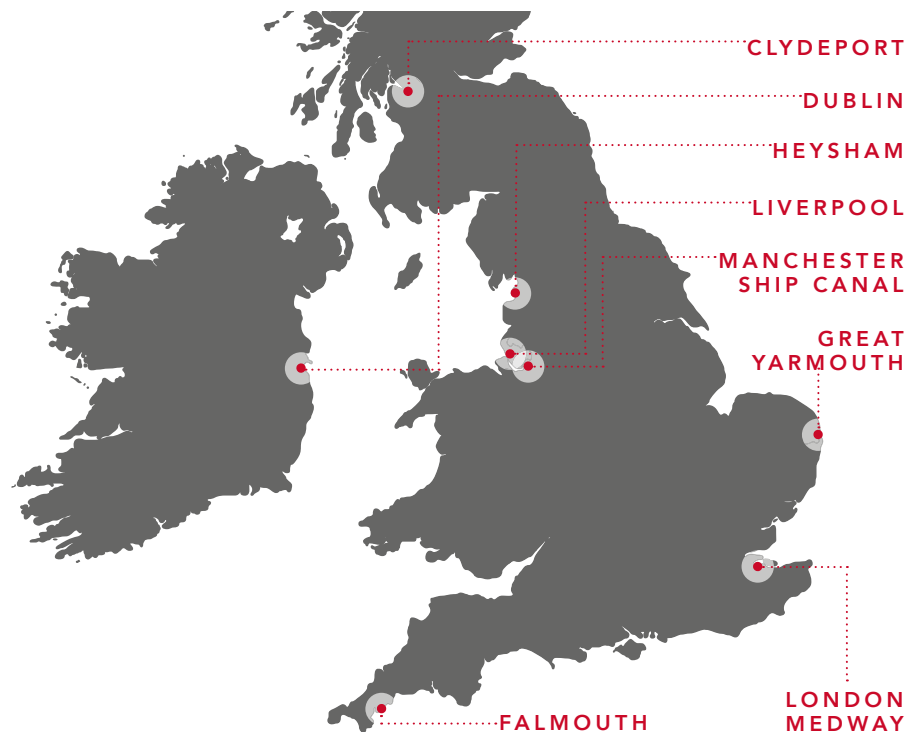 CLYDEPORT
DUBLIN
HEYSHAM
LIVERPOOL
MANCHESTER
SHIP CANAL
GREAT
YARMOUTH
LONDON
MEDWAY
FALMOUTH